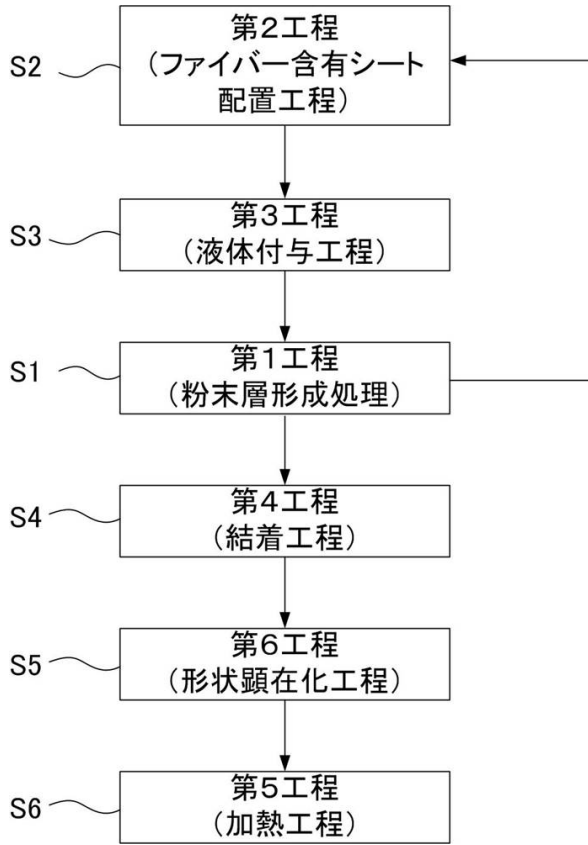 S2
第2工程
(ファイバー含有シート
配置工程)
S3
第3工程
(液体付与工程)
S1
第1工程
(粉末層形成処理)
S4
第4工程
(結着工程)
S5
第6工程
(形状顕在化工程)
S6
第5工程
(加熱工程)